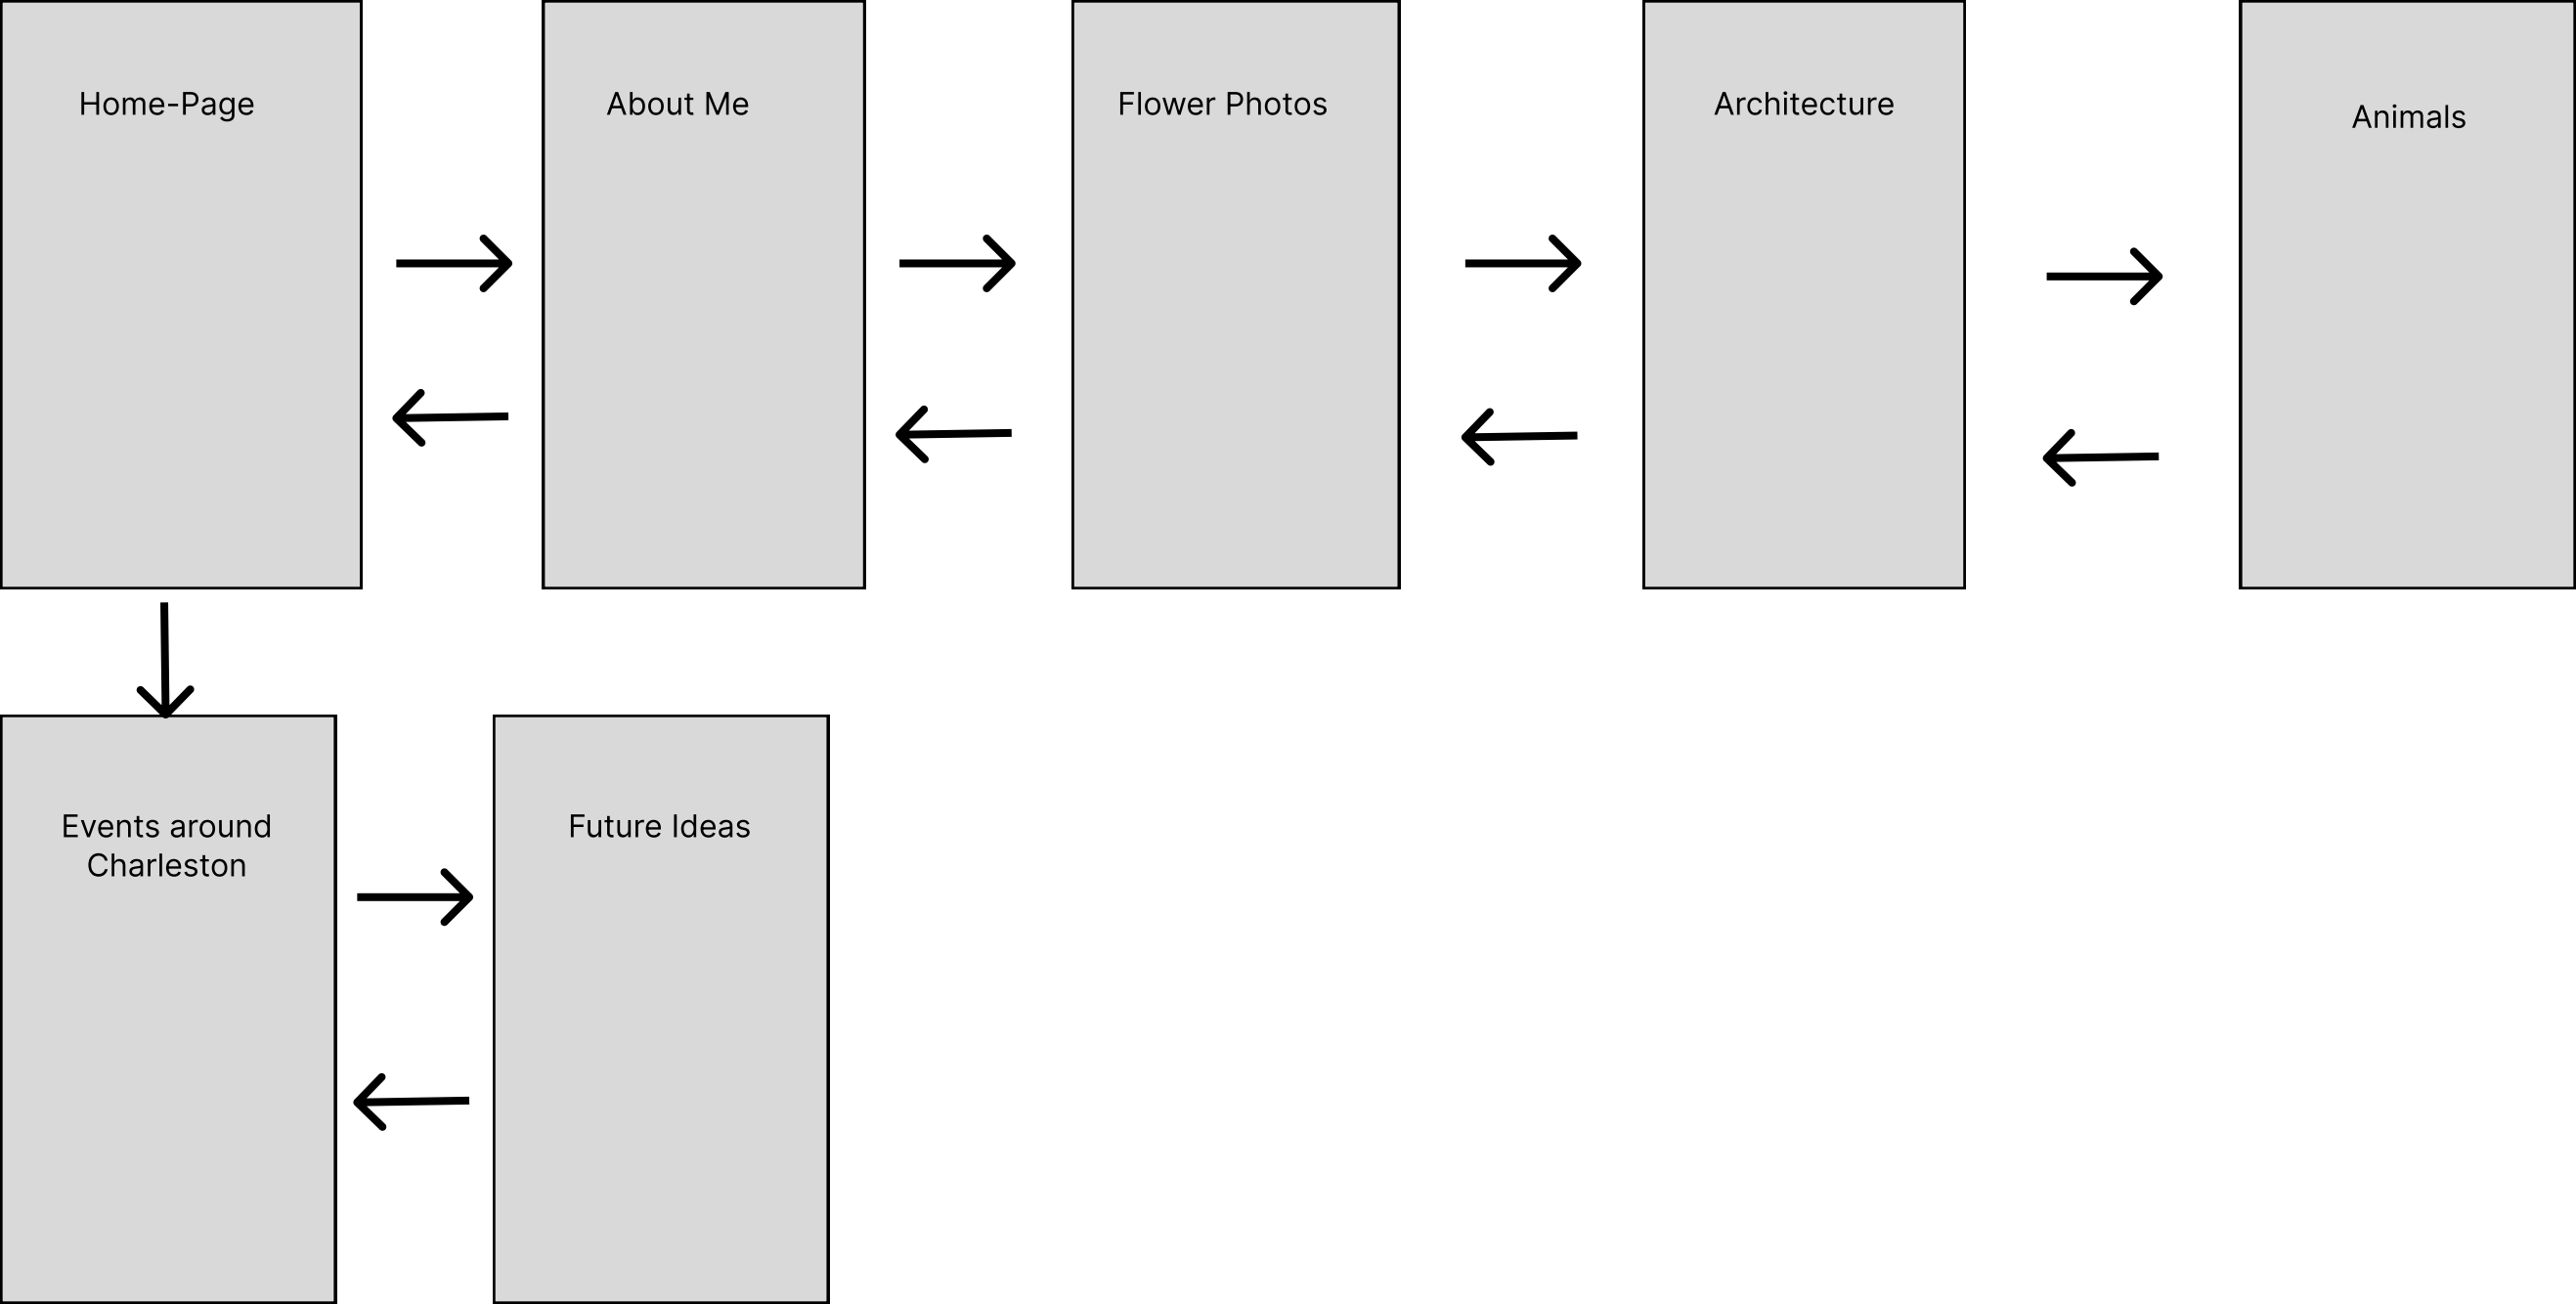 Home-Page
About Me
Flower Photos
Architecture
Animals
Events around
Charleston
Future Ideas